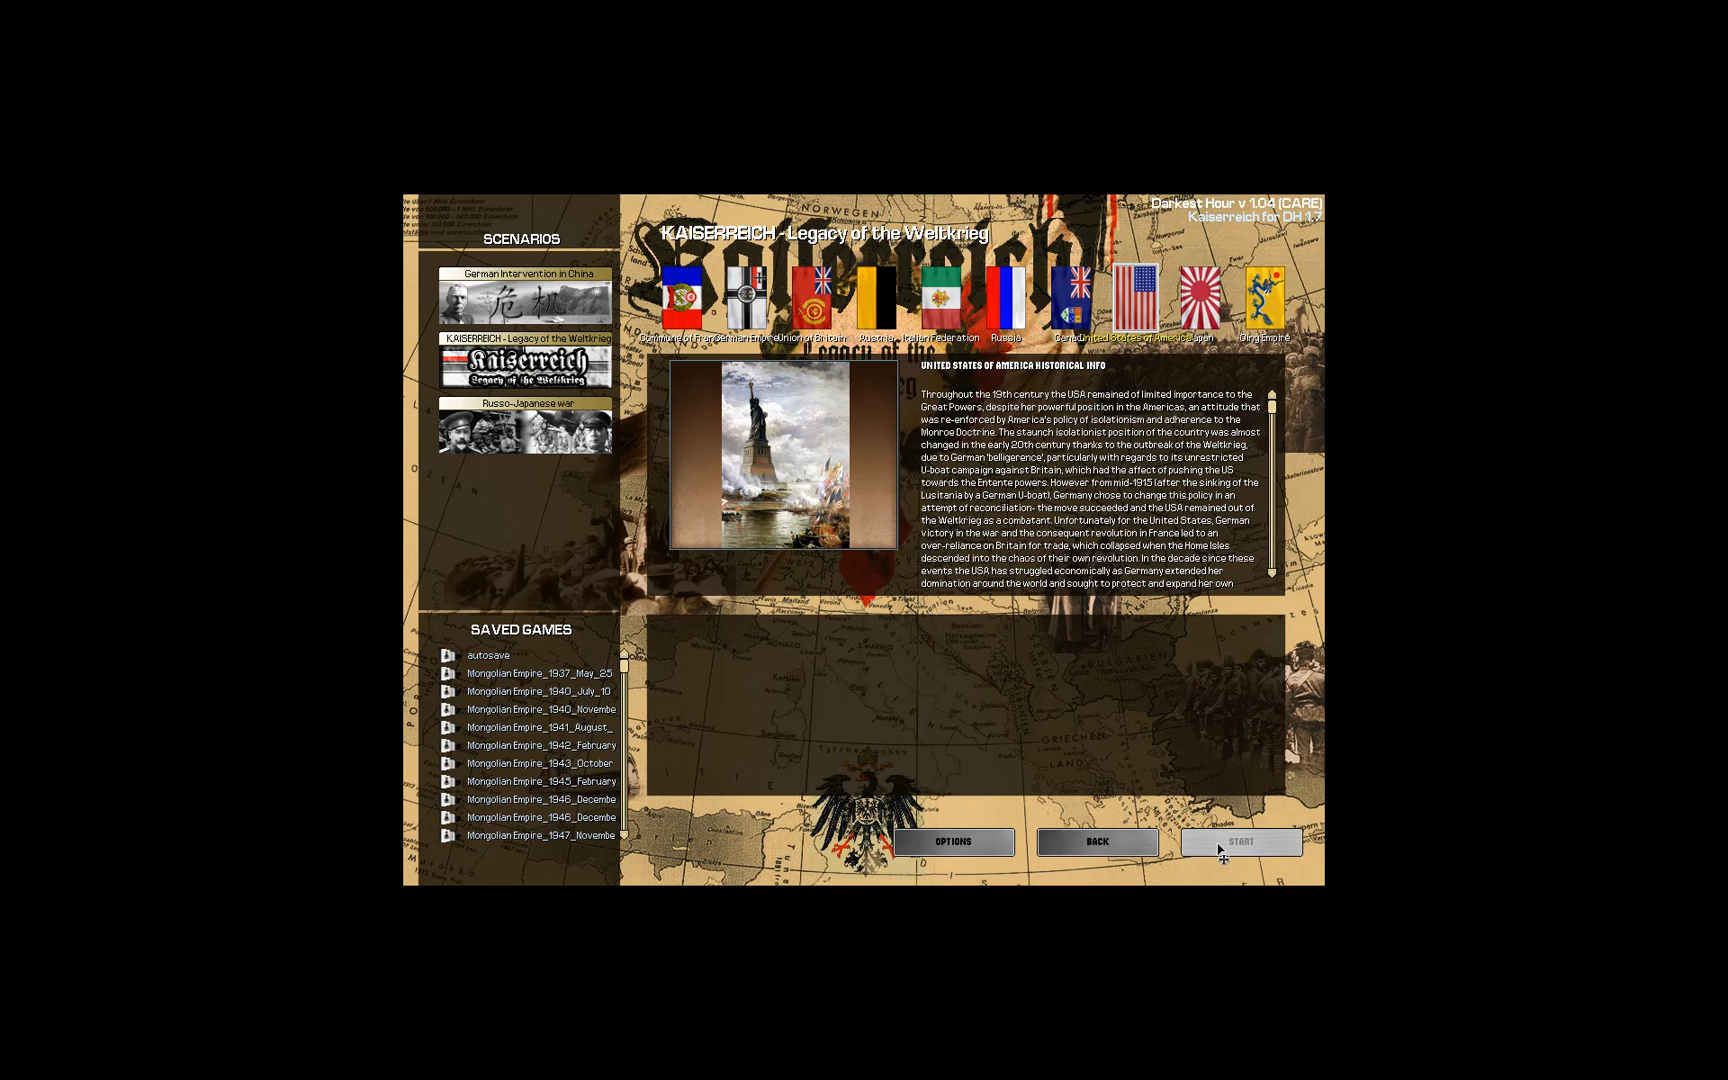 Darkest Hour v 1.04 (CARE)
Kaiserreich for DH 1.7
SCENARIOS
German Intervention in China
KAISERREICH - Legacy of the Weltkrieg
Kaiserreich
Legacy of the Weltkrieg
Russo-Japanese war
KAISERREICH - Legacy of the Weltkrieg
Commune of Fran
German Empire
Union of Britain
Austria
Italian Federation
Russia
Canad
United States of America
Japan
Qing Empire
UNITED STATES OF AMERICA HISTORICAL INFO
Throughout the 19th century the USA remained of limited importance to the
Great Powers, despite her powerful position in the Americas, an attitude that
was re-enforced by America's policy of isolationism and adherence to the
Monroe Doctrine. The staunch isolationist position of the country was almost
changed in the early 20th century thanks to the outbreak of the Weltkrieg,
due to German 'belligerence', particularly with regards to its unrestricted
U-boat campaign against Britain, which had the affect of pushing the US
towards the Entente powers. However from mid-1915 (after the sinking of the
Lusitania by a German U-boat), Germany chose to change this policy in an
attempt of reconciliation- the move succeeded and the USA remained out of
the Weltkrieg as a combatant. Unfortunately for the United States, German
victory in the war and the consequent revolution in France led to an
over-reliance on Britain for trade, which collapsed when the Home Isles
descended into the chaos of their own revolution. In the decade since these
events the USA has struggled economically as Germany extended her
domination around the world and sought to protect and expand her own
SAVED GAMES
autosave
Mongolian Empire_1937_May_25
Mongolian Empire_1940_July_10
Mongolian Empire_1940_Novembe
Mongolian Empire_1941_August_
Mongolian Empire_1942_February
Mongolian Empire_1943_October
Mongolian Empire_1945_February
Mongolian Empire_1946_Decembe
Mongolian Empire_1946_Decembe
Mongolian Empire_1947_Novembe
OPTIONS
BACK
START